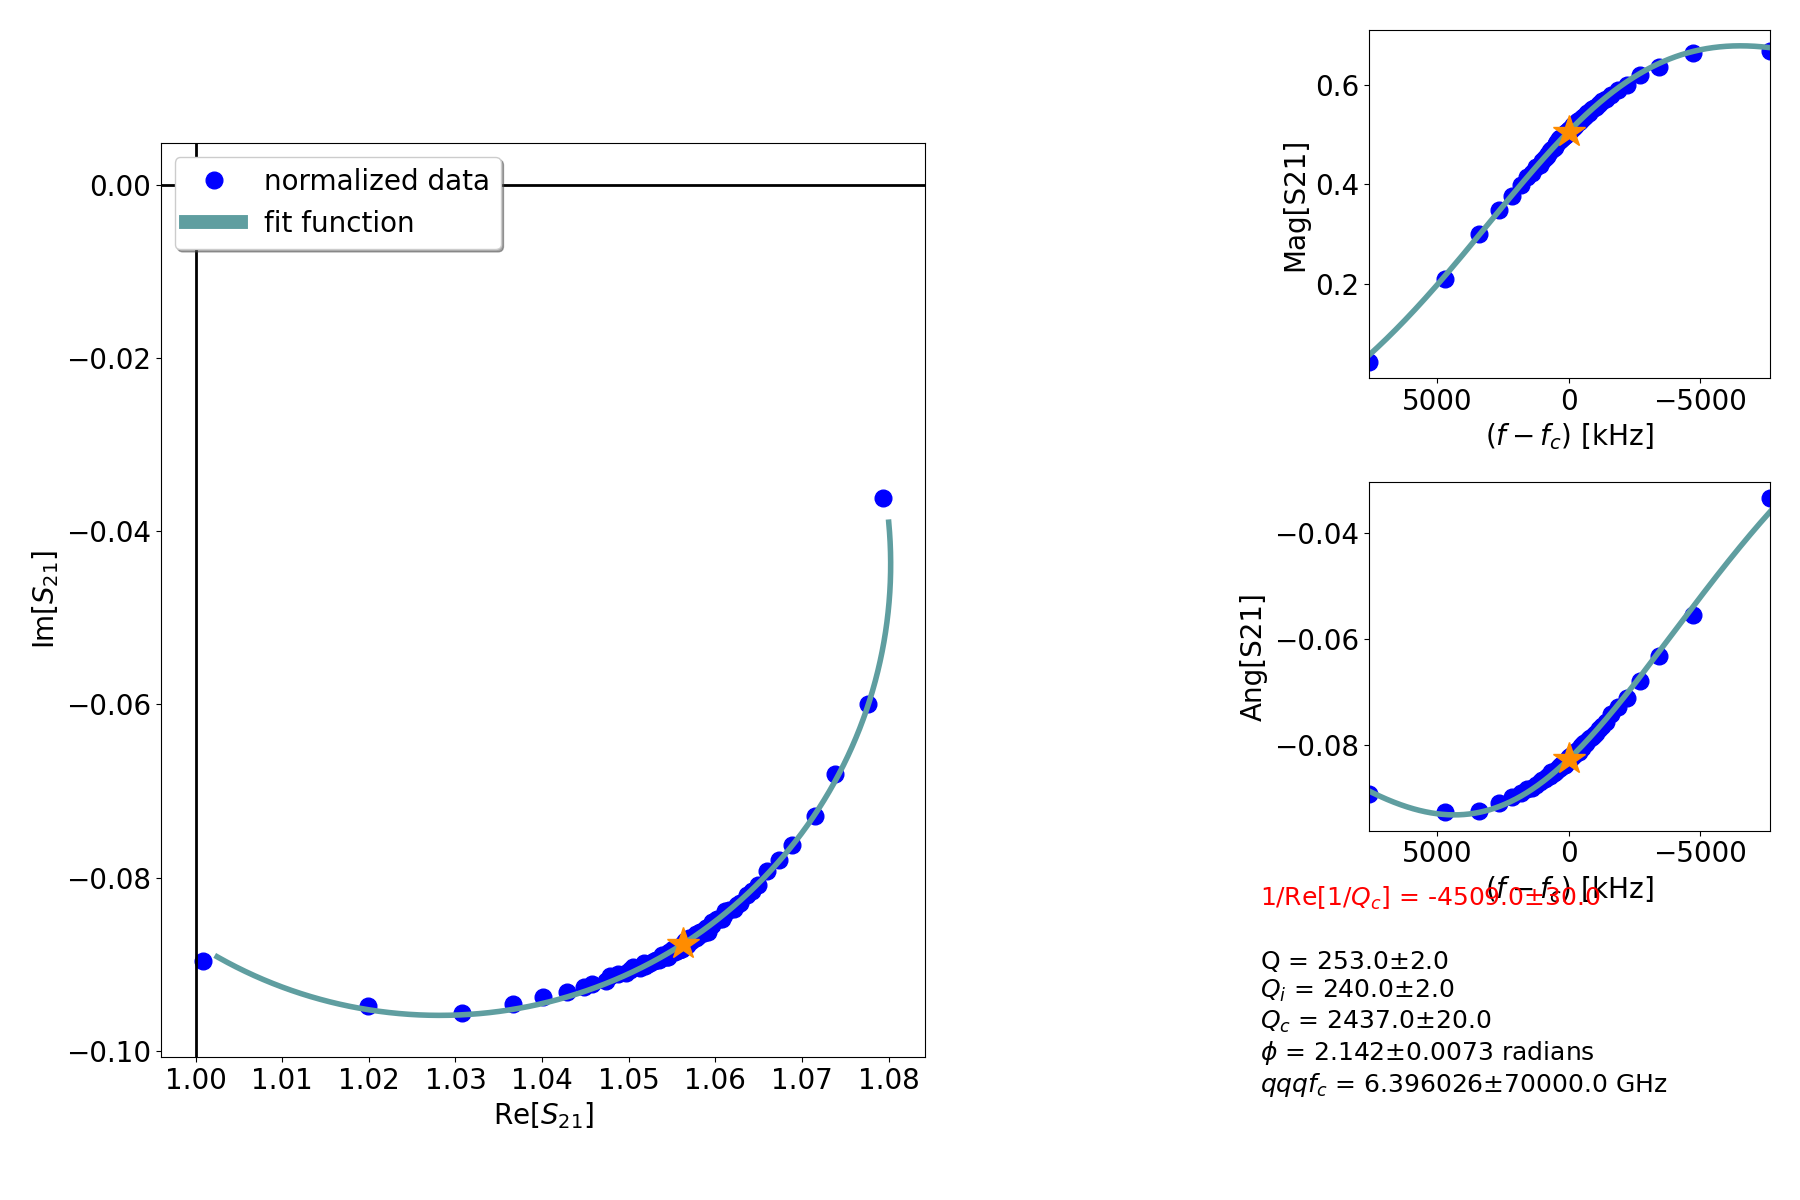 normalized data
fit function
0.00
−0.02
−0.04
−0.06
−0.08
−0.10
Im[S21]
1.00 1.01 1.02 1.03 1.04 1.05 1.06 1.07 1.08
Re[S21]
0.6
0.4
0.2
Mag[S21]
5000 0 −5000
(f − fc) [kHz]
−0.04
−0.06
−0.08
Ang[S21]
5000 0 −5000
(f − fc) [kHz]
1/Re[1/Qc] = -4509.0±30.0
Q = 253.0±2.0
Qi = 240.0±2.0
Qc = 2437.0±20.0
ϕ = 2.142±0.0073 radians
qqqfc = 6.396026±70000.0 GHz